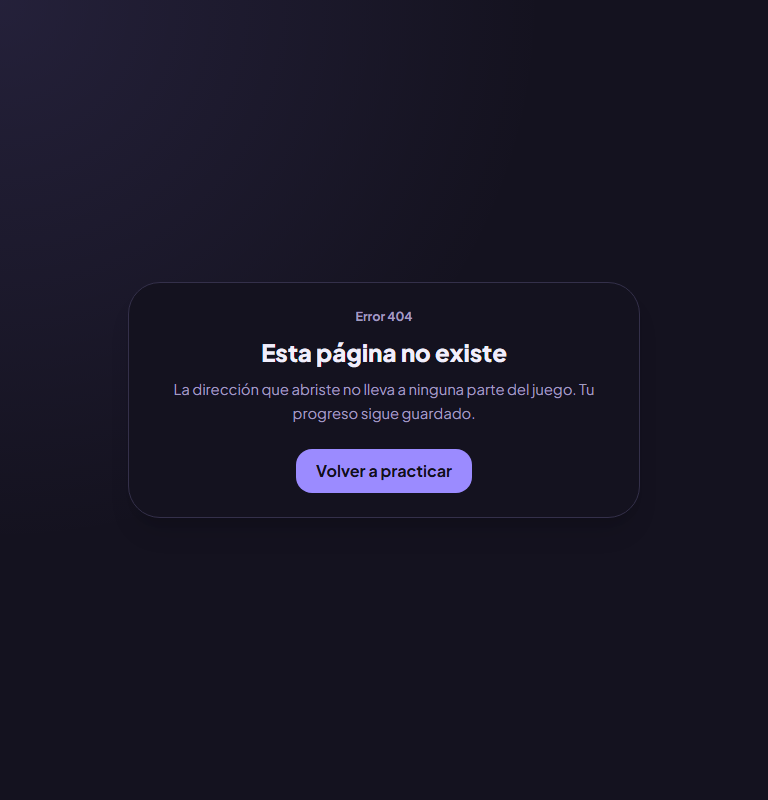 Error 404
Esta página no existe
La dirección que abriste no lleva a ninguna parte del juego. Tu
progreso sigue guardado.
Volver a practicar